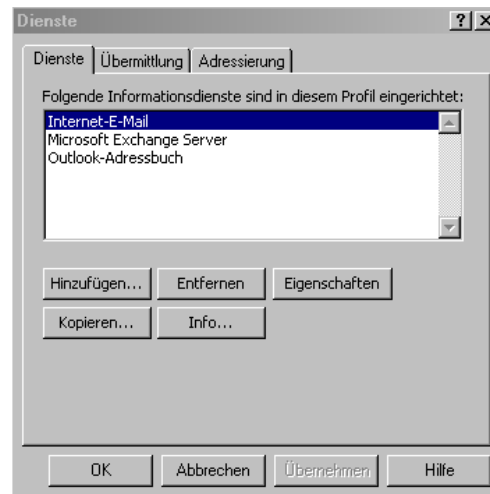 Dienste
Dienste Übermittlung Adressierung
Folgende Informationsdienste sind in diesem Profil eingerichtet:
Internet-E-Mail
Microsoft Exchange Server
Outlook-Adressbuch
Hinzufügen... Entfernen Eigenschaften
Kopieren... Info...
OK Abbrechen Übernehmen Hilfe